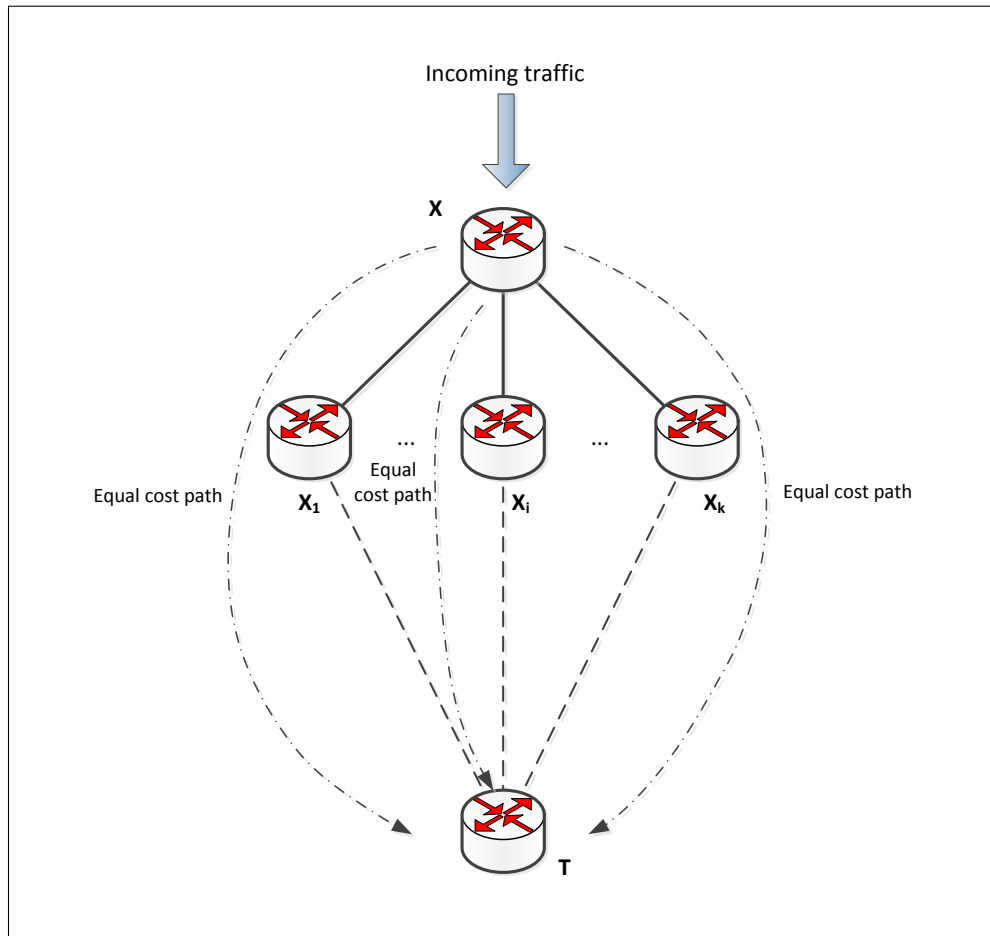 Incoming traffic
X
...
...
Equal
cost path
Equal cost path
Equal cost path
X₁
Xᵢ
Xₖ
T